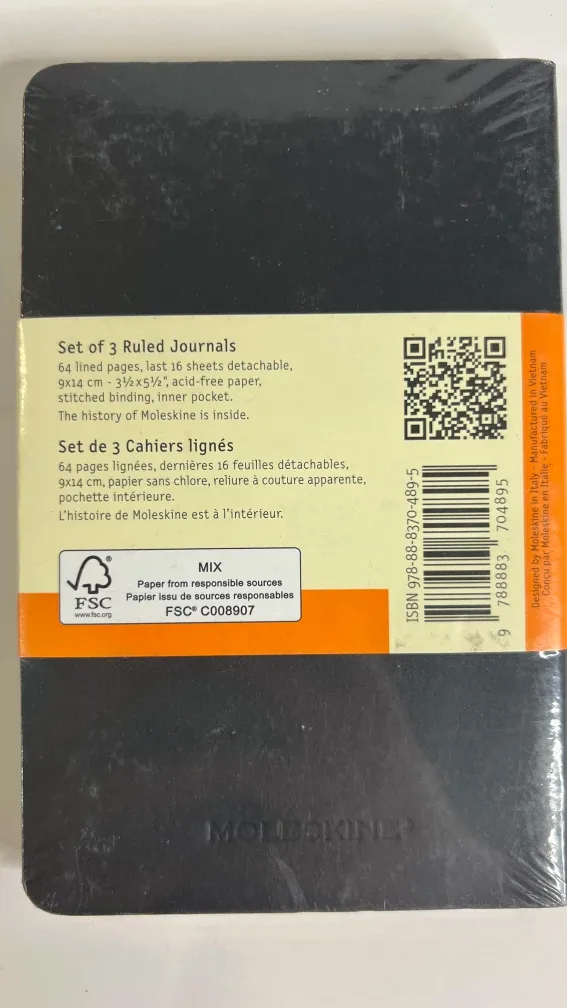 Set of 3 Ruled Journals
64 lined pages, last 16 sheets detachable,
9x14 cm - 3½x5½", acid-free paper,
stitched binding, inner pocket.
The history of Moleskine is inside.
Set de 3 Cahiers lignés
64 pages lignées, dernières 16 feuilles détachables,
9x14 cm, papier sans chlore, reliure à couture apparente,
pochette intérieure.
L'histoire de Moleskine est à l'intérieur.
FSC®
www.fsc.org
MIX
Paper from responsible sources
Papier issu de sources responsables
FSC® C008907
ISBN 978-88-8370-489-5
9 788883 704895
Designed by Moleskine in Italy - Manufactured in Vietnam
Conçu par Moleskine en Italie - Fabriqué au Vietnam
MOLESKINE®